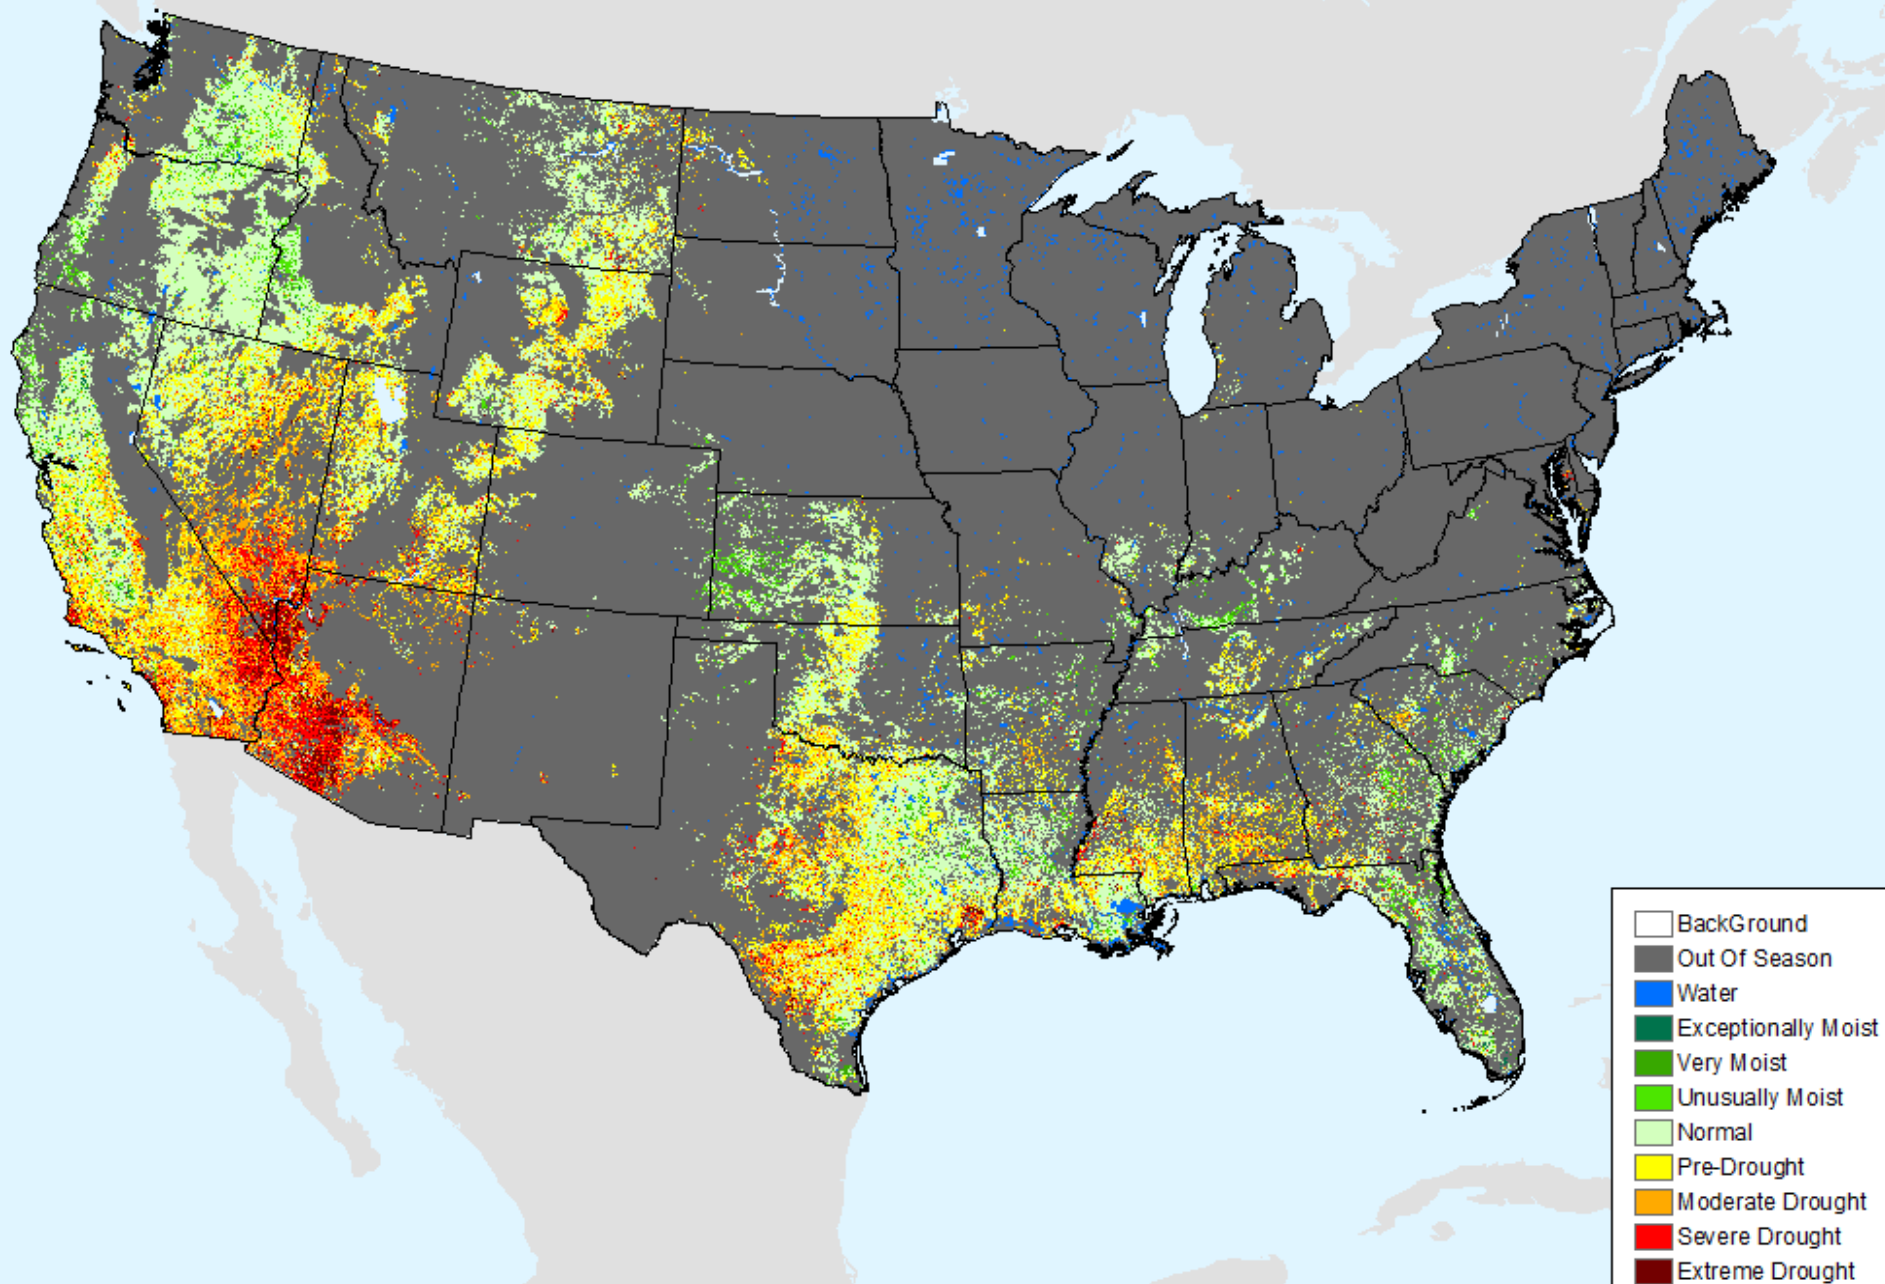 BackGround
Out Of Season
Water
Exceptionally Moist
Very Moist
Unusually Moist
Normal
Pre-Drought
Moderate Drought
Severe Drought
Extreme Drought